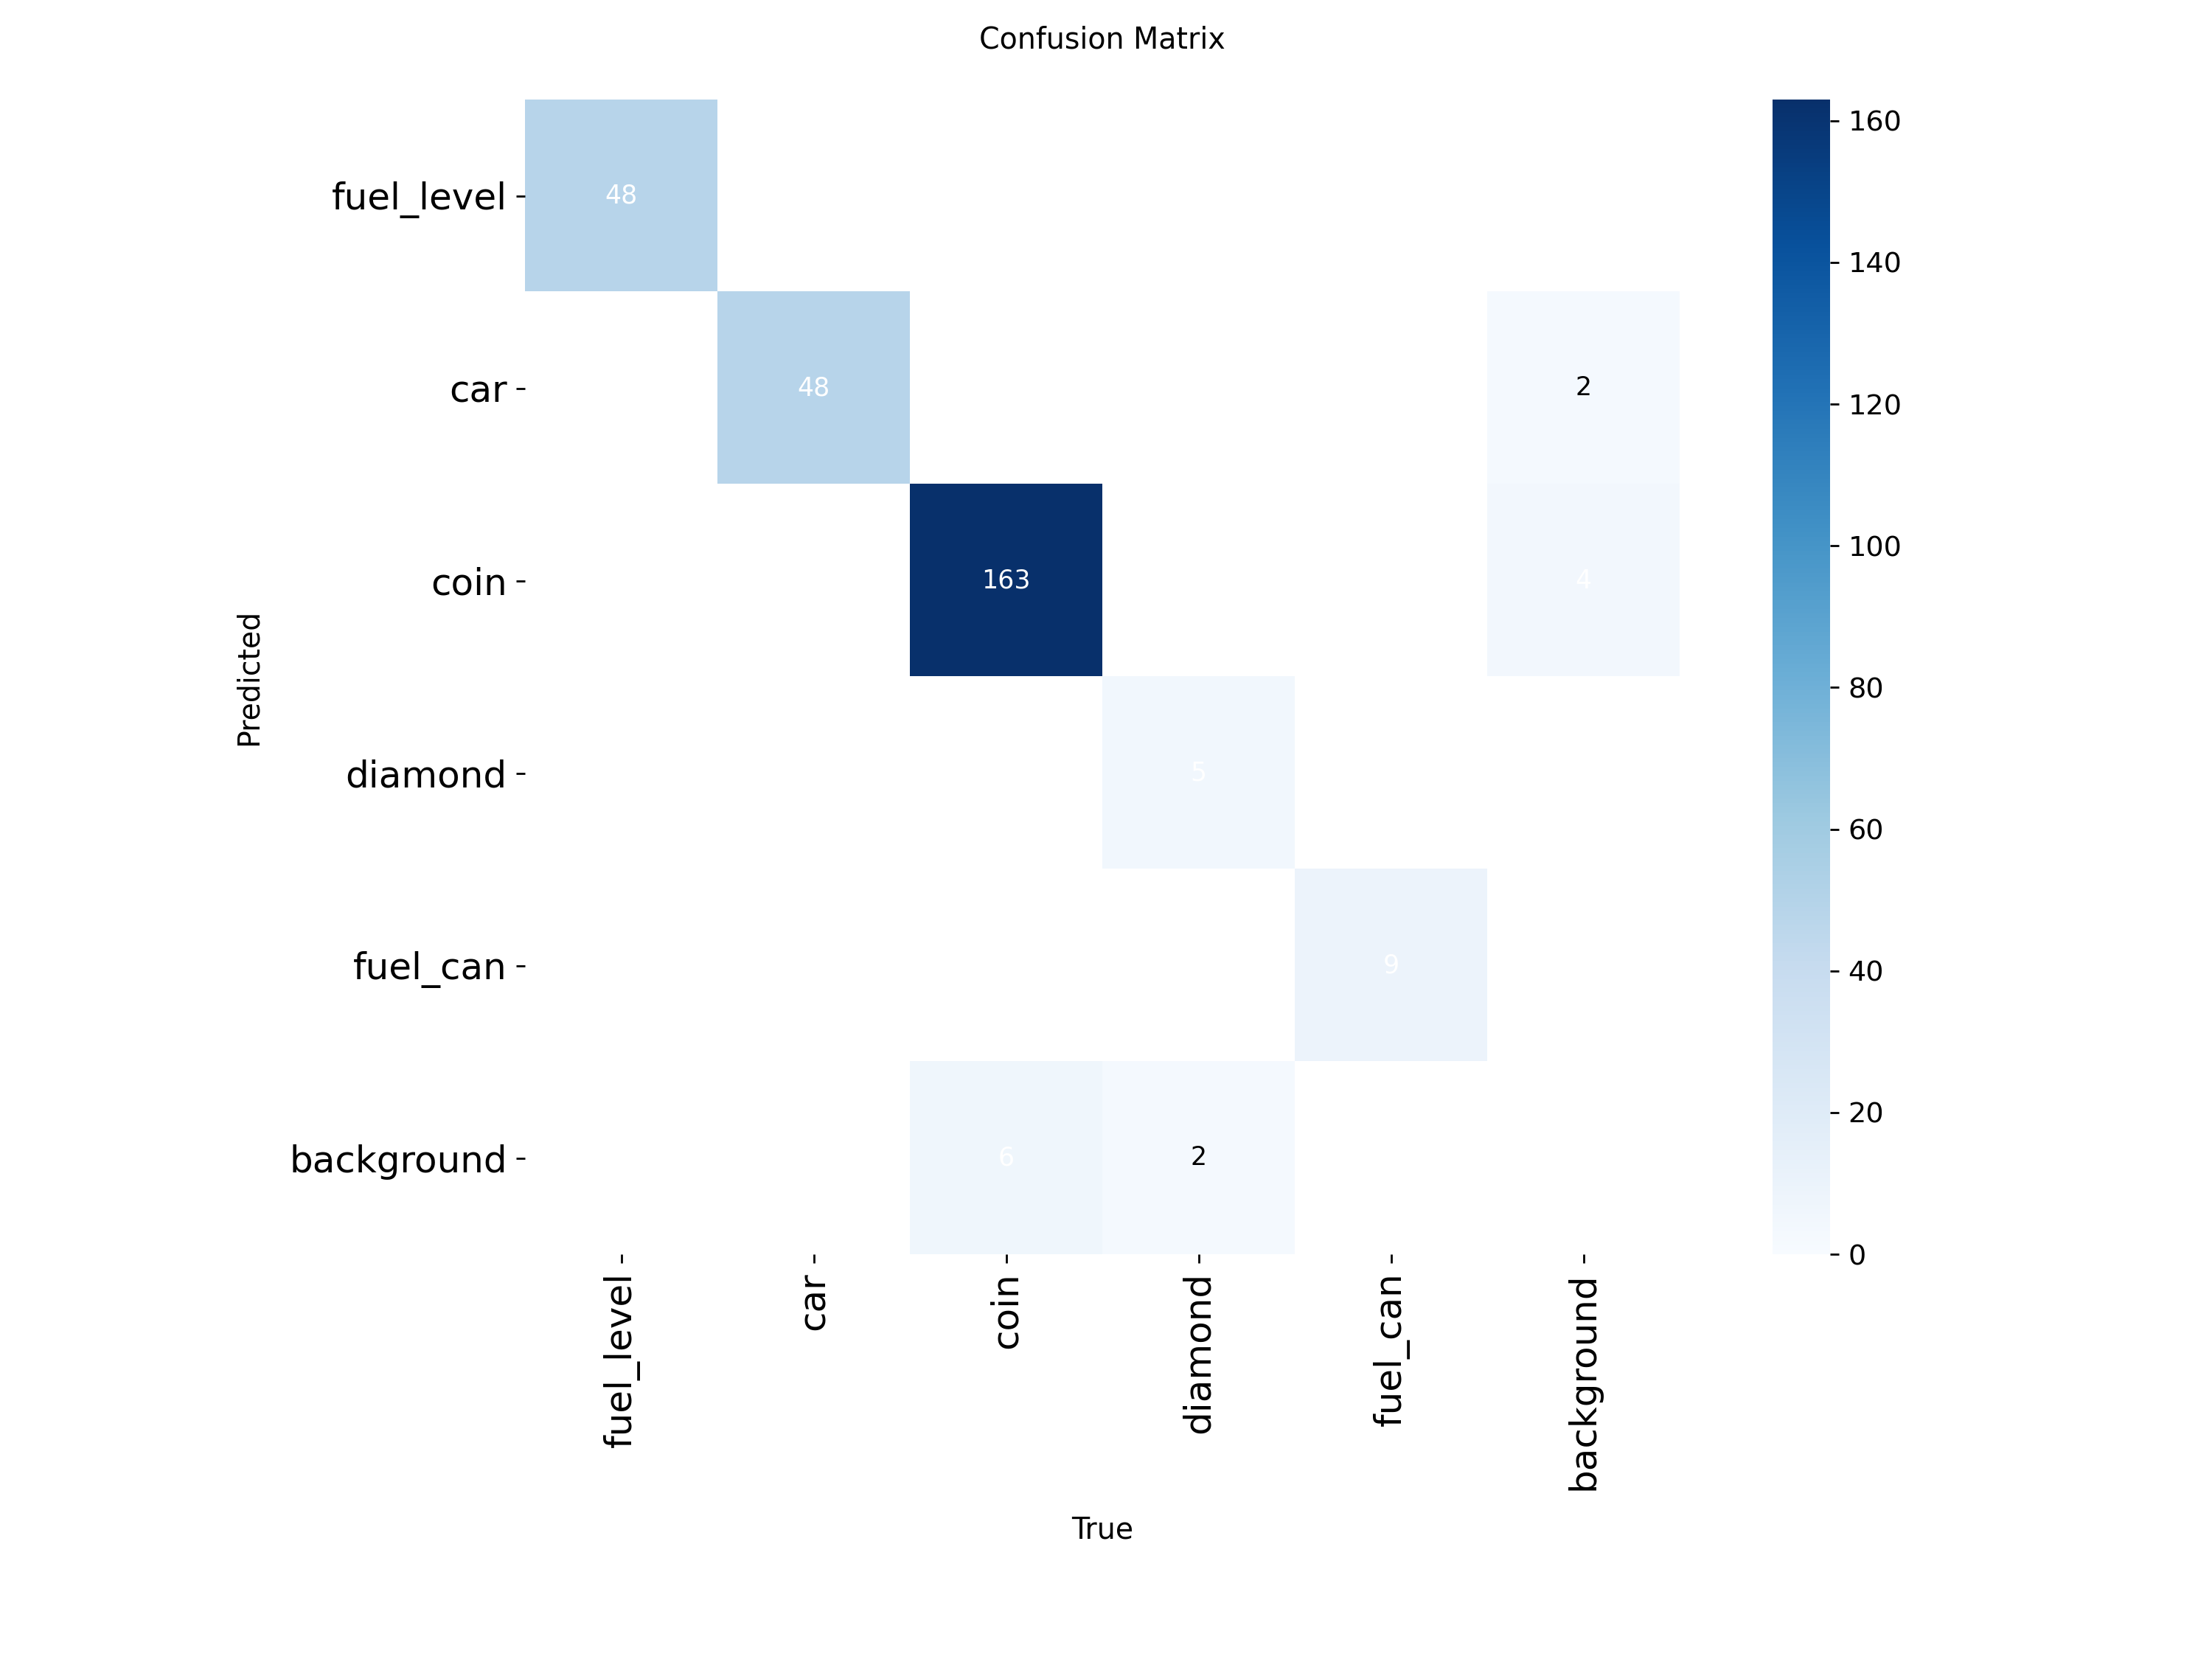 Confusion Matrix
fuel_level
48
car
48
2
coin
163
4
diamond
5
fuel_can
9
background
6
2
fuel_level
car
coin
diamond
fuel_can
background
Predicted
True
160
140
120
100
80
60
40
20
0